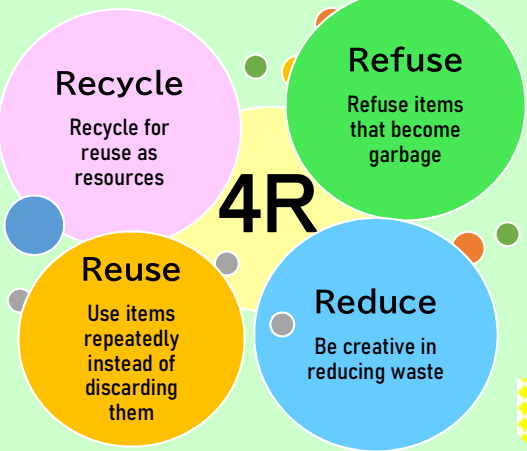 Recycle
Recycle for
reuse as
resources
Refuse
Refuse items
that become
garbage
4R
Reuse
Use items
repeatedly
instead of
discarding
them
Reduce
Be creative in
reducing waste